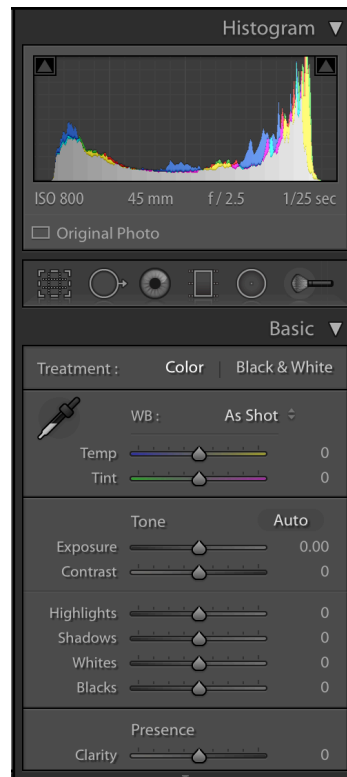 Histogram
ISO 800 45 mm f / 2.5 1/25 sec
Original Photo
Basic
Treatment : Color Black & White
WB : As Shot
Temp 0
Tint 0
Tone Auto
Exposure 0.00
Contrast 0
Highlights 0
Shadows 0
Whites 0
Blacks 0
Presence
Clarity 0